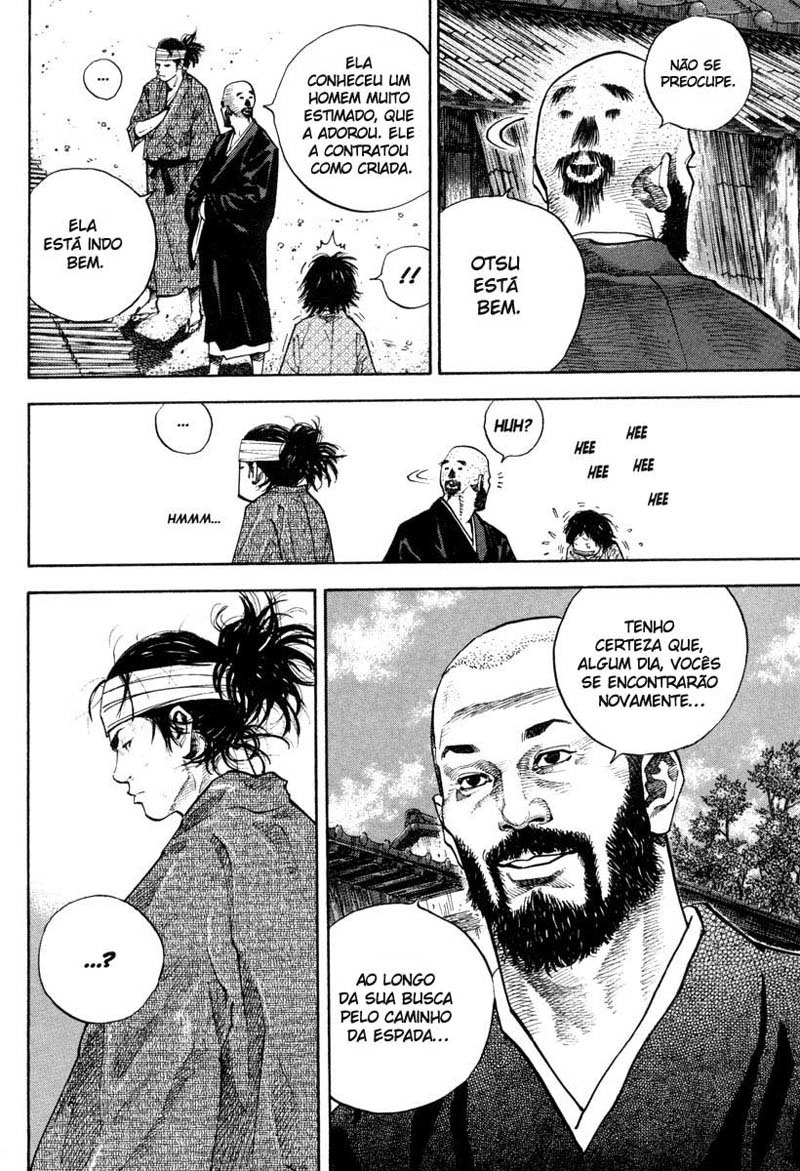 NÃO SE
PREOCUPE.
OTSU
ESTÁ
BEM.
ELA
CONHECEU UM
HOMEM MUITO
ESTIMADO, QUE
A ADOROU. ELE
A CONTRATOU
COMO CRIADA.
...
ELA
ESTÁ INDO
BEM.
!!
HEE
HEE
HEE
HEE
HEE
HUH?
...
HMMM...
TENHO
CERTEZA QUE,
ALGUM DIA, VOCÊS
SE ENCONTRARÃO
NOVAMENTE...
AO LONGO
DA SUA BUSCA
PELO CAMINHO
DA ESPADA...
...?